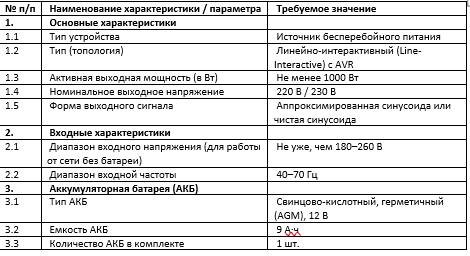 № п/п Наименование характеристики / параметра Требуемое значение
1. Основные характеристики
1.1 Тип устройства Источник бесперебойного питания
1.2 Тип (топология) Линейно-интерактивный (Line-
Interactive) с AVR
1.3 Активная выходная мощность (в Вт) Не менее 1000 Вт
1.4 Номинальное выходное напряжение 220 В / 230 В
1.5 Форма выходного сигнала Аппроксимированная синусоида или
чистая синусоида
2. Входные характеристики
2.1 Диапазон входного напряжения (для работы Не уже, чем 180–260 В
от сети без батареи)
2.2 Диапазон входной частоты 40–70 Гц
3. Аккумуляторная батарея (АКБ)
3.1 Тип АКБ Свинцово-кислотный, герметичный
(AGM), 12 В
3.2 Емкость АКБ 9 А·ч
3.3 Количество АКБ в комплекте 1 шт.